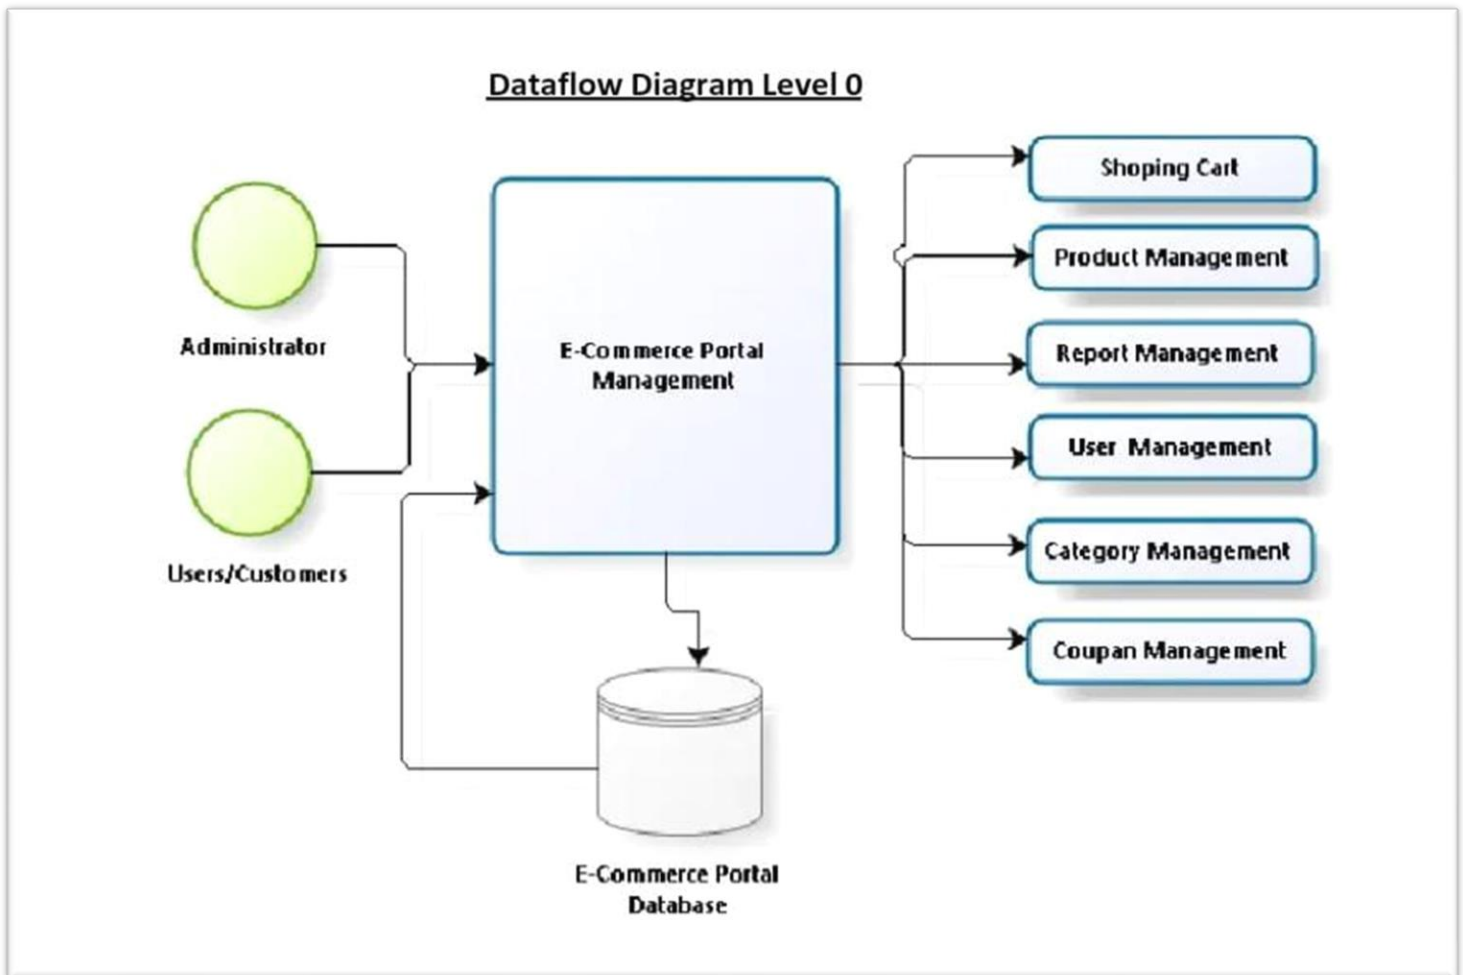 Dataflow Diagram Level 0
Administrator
Users/Customers
E-Commerce Portal
Management
E-Commerce Portal
Database
Shoping Cart
Product Management
Report Management
User Management
Category Management
Coupan Management